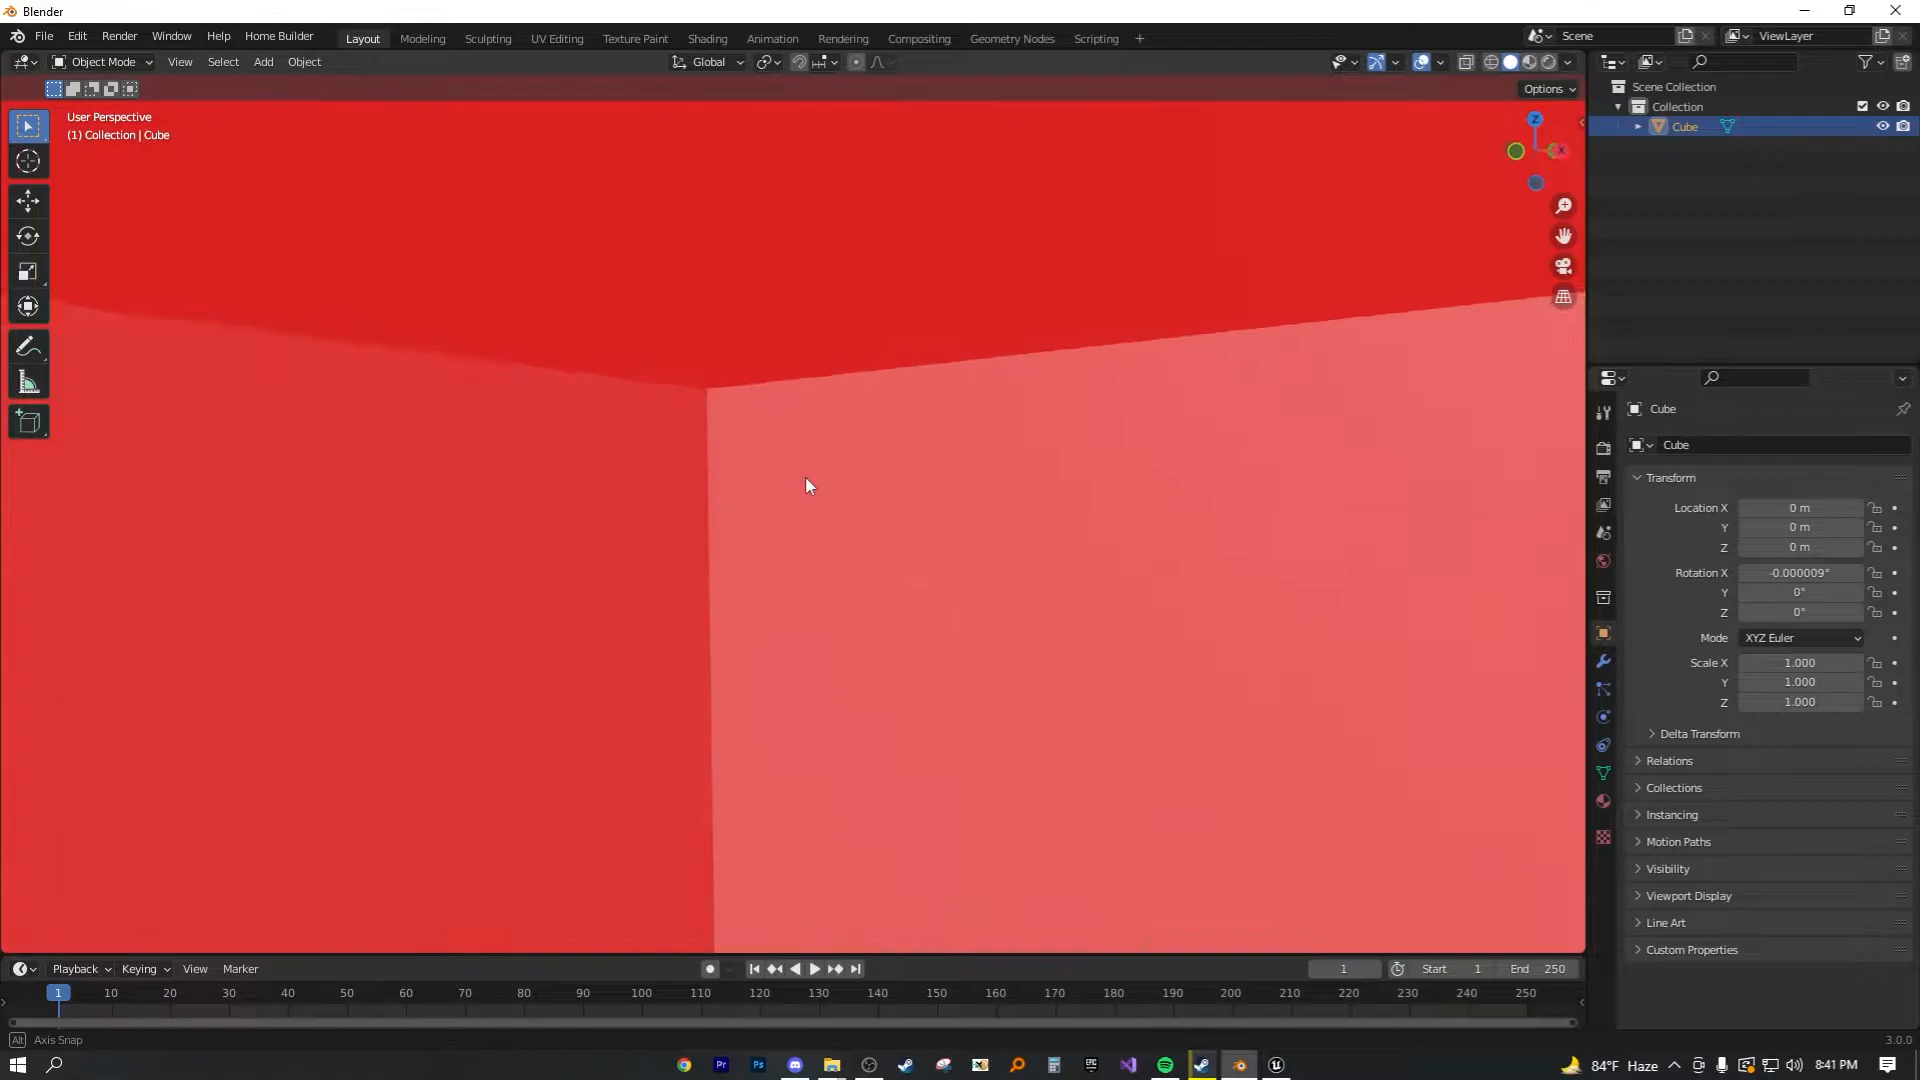 Blender
File Edit Render Window Help Home Builder
Layout Modeling Sculpting UV Editing Texture Paint Shading Animation Rendering Compositing Geometry Nodes Scripting +
Scene
ViewLayer
Object Mode View Select Add Object
Global
Options
User Perspective
(1) Collection | Cube
Z
X
Scene Collection
Collection
Cube
Cube
Cube
Transform
Location X 0 m
Y 0 m
Z 0 m
Rotation X -0.000009°
Y 0°
Z 0°
Mode XYZ Euler
Scale X 1.000
Y 1.000
Z 1.000
Delta Transform
Relations
Collections
Instancing
Motion Paths
Visibility
Viewport Display
Line Art
Custom Properties
Playback Keying View Marker
1 Start 1 End 250
1 10 20 30 40 50 60 70 80 90 100 110 120 130 140 150 160 170 180 190 200 210 220 230 240 250
Alt Axis Snap
3.0.0
Pr Ps EPIC
84°F Haze 8:41 PM